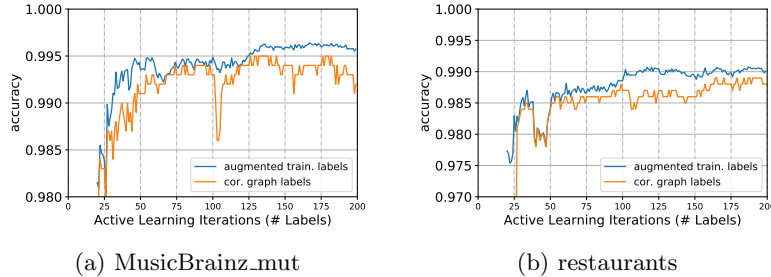 1.000
0.995
0.990
0.985
0.980
accuracy
augmented train. labels
cor. graph labels
0 25 50 75 100 125 150 175 200
Active Learning Iterations (# Labels)
(a) MusicBrainz_mut
1.000
0.995
0.990
0.985
0.980
0.975
0.970
accuracy
augmented train. labels
cor. graph labels
0 25 50 75 100 125 150 175 200
Active Learning Iterations (# Labels)
(b) restaurants